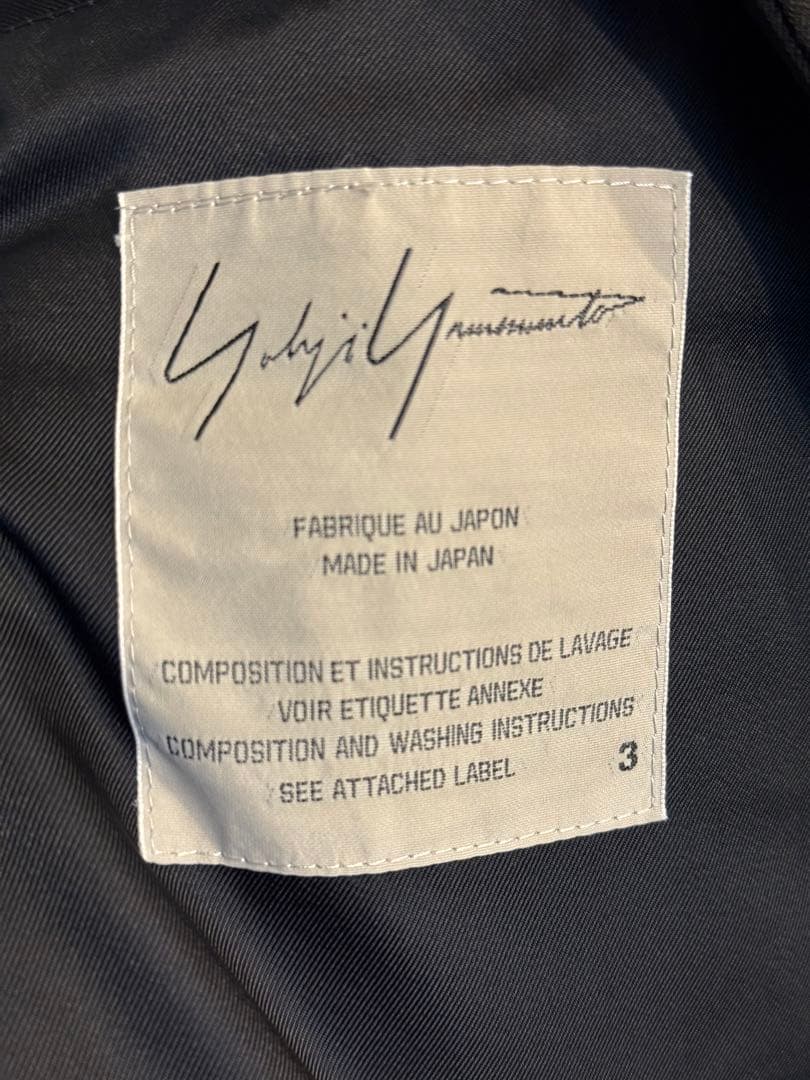 Yohji Yamamoto
FABRIQUE AU JAPON
MADE IN JAPAN
COMPOSITION ET INSTRUCTIONS DE LAVAGE
VOIR ETIQUETTE ANNEXE
COMPOSITION AND WASHING INSTRUCTIONS
SEE ATTACHED LABEL
3